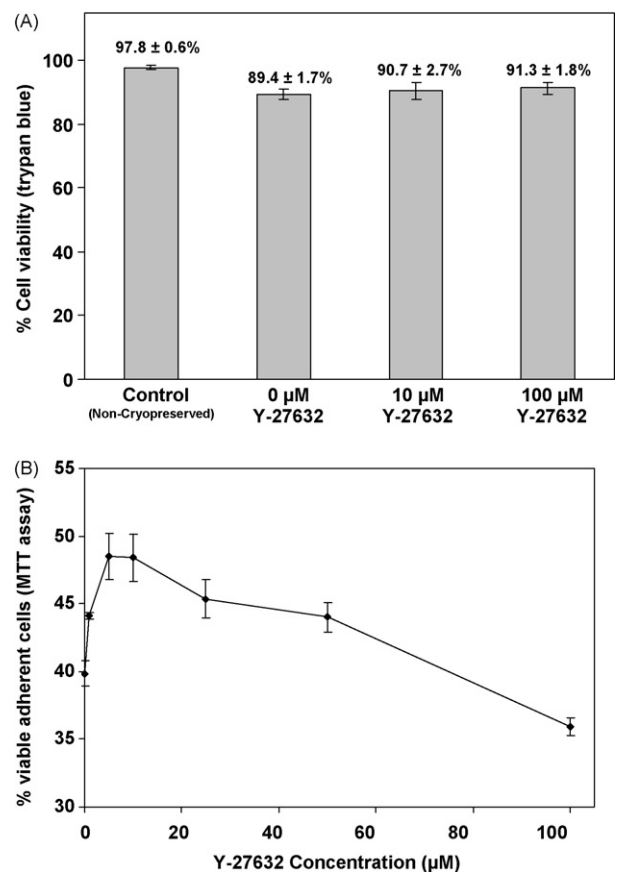 (A)
97.8 ± 0.6%
89.4 ± 1.7%
90.7 ± 2.7%
91.3 ± 1.8%
100
80
60
40
20
0
% Cell viability (trypan blue)
Control
(Non-Cryopreserved)
0 µM
Y-27632
10 µM
Y-27632
100 µM
Y-27632
(B)
55
50
45
40
35
30
% viable adherent cells (MTT assay)
0 20 40 60 80 100
Y-27632 Concentration (µM)